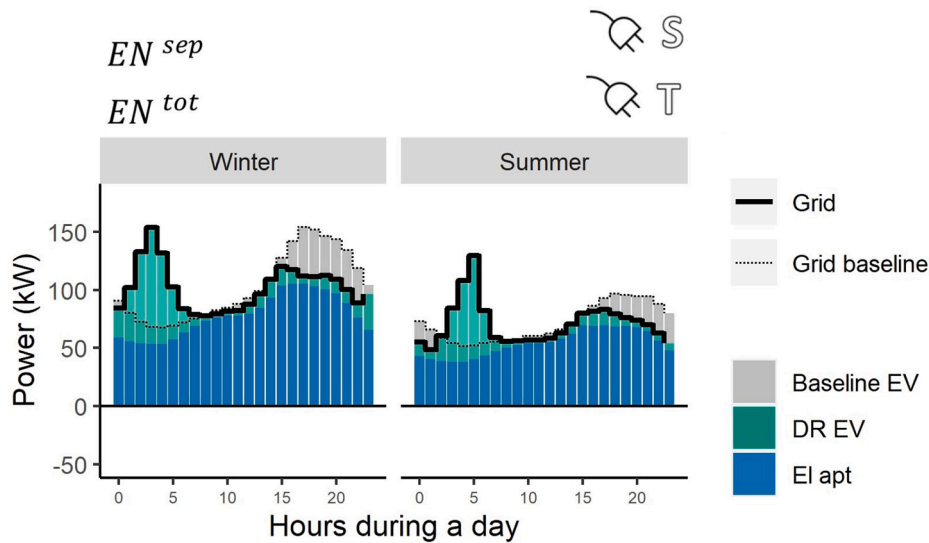 EN sep S
EN tot T
Winter Summer
Power (kW)
150
100
50
0
-50
0 5 10 15 20 0 5 10 15 20
Hours during a day
Grid
Grid baseline
Baseline EV
DR EV
El apt